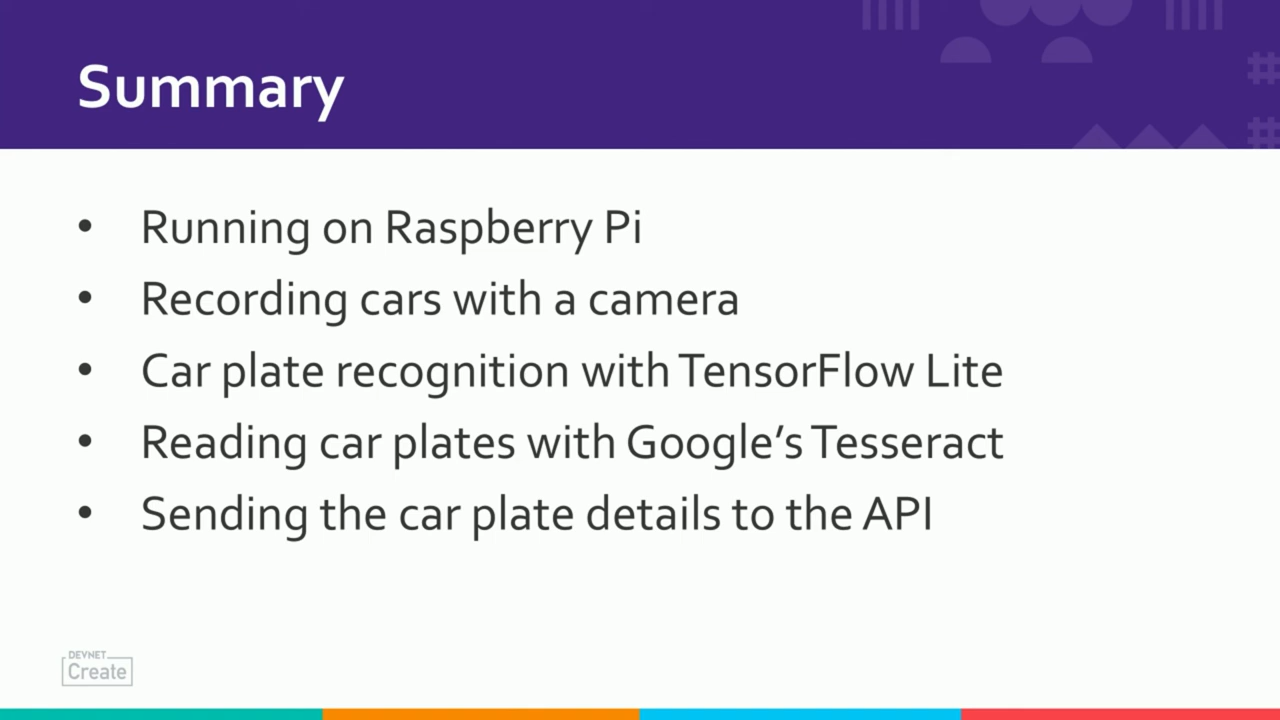 Summary
• Running on Raspberry Pi
• Recording cars with a camera
• Car plate recognition with TensorFlow Lite
• Reading car plates with Google’s Tesseract
• Sending the car plate details to the API
DEVNET
Create